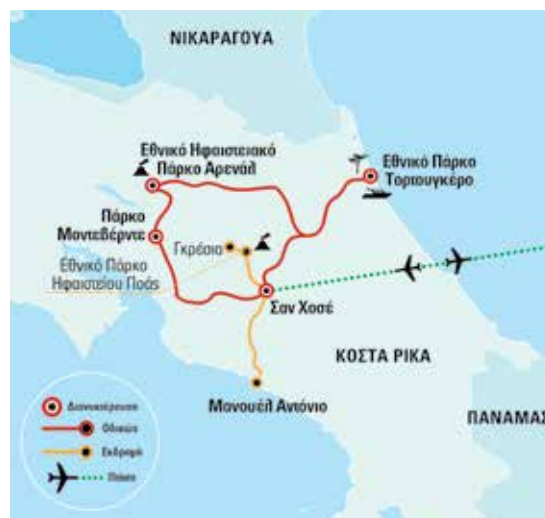 ΝΙΚΑΡΑΓΟΥΑ
Εθνικό Ηφαιστειακό
Πάρκο Αρενάλ
Εθνικό Πάρκο
Τορτουγκέρο
Πάρκο
Μοντεβέρντε
Γκρέσια
Εθνικό Πάρκο
Ηφαιστείου Ποάς
Σαν Χοσέ
ΚΟΣΤΑ ΡΙΚΑ
Μανουέλ Αντόνιο
ΠΑΝΑΜΑΣ
Διανυκτέρευση
Οδικώς
Εκδρομή
Πτήση